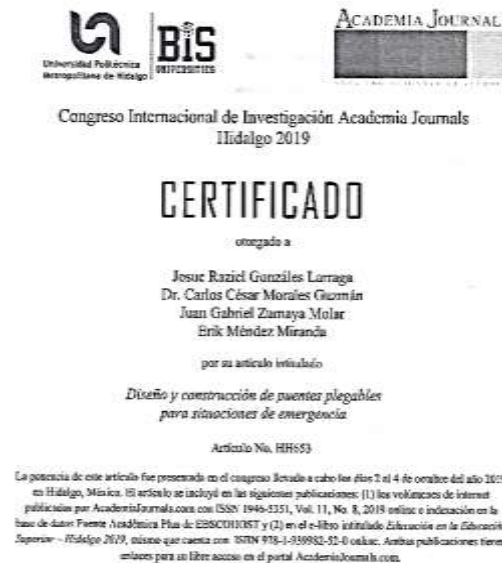 Universidad Politécnica
Metropolitana de Hidalgo
BiS
UNIVERSITIES
ACADEMIA JOURNAL
Congreso Internacional de Investigación Academia Journals
Hidalgo 2019
CERTIFICADO
otorgado a
Josue Raziel Gonzáles Larraga
Dr. Carlos César Morales Guzmán
Juan Gabriel Zamaya Molar
Erik Méndez Miranda
por su artículo intitulado
Diseño y construcción de puentes plegables
para situaciones de emergencia
Artículo No. HH653
La ponencia de este artículo fue presentada en el congreso llevado a cabo los días 2 al 4 de octubre del año 201
en Hidalgo, México. El artículo se incluyó en las siguientes publicaciones: (1) los volúmenes de internet
publicados por AcademiaJournals.com con ISSN 1946-5351, Vol. 11, No. 8, 2019 online e indexación en la
base de datos Fuente Académica Plus de EBSCOHOST y (2) en el e-libro intitulado Educación en la Educación
Superior – Hidalgo 2019, mismo que cuenta con ISBN 978-1-939982-52-0 online. Ambas publicaciones tiene
enlaces para su libre acceso en el portal AcademiaJournals.com.